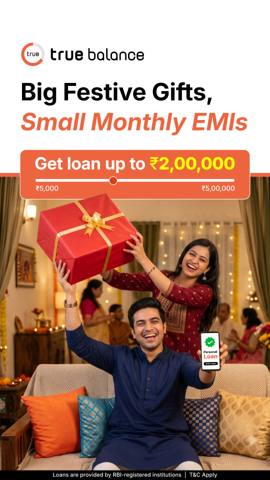 true
true balance
Big Festive Gifts,
Small Monthly EMIs
Get loan up to ₹2,00,000
₹5,000
₹5,00,000
Personal
Loan
Loans are provided by RBI-registered institutions | T&C Apply